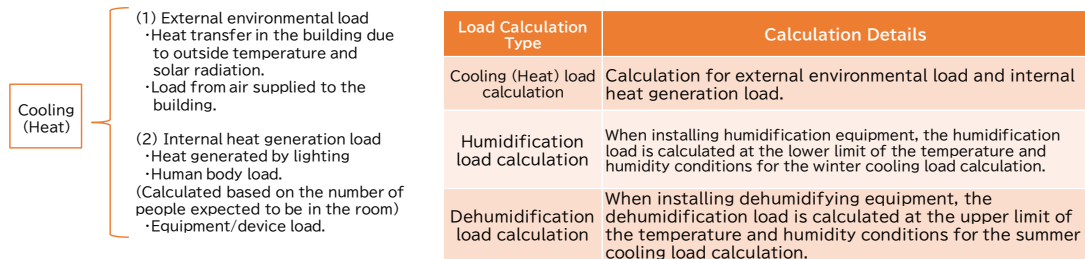 Cooling
(Heat)
(1) External environmental load
・Heat transfer in the building due
to outside temperature and
solar radiation.
・Load from air supplied to the
building.
(2) Internal heat generation load
・Heat generated by lighting
・Human body load.
(Calculated based on the number of
people expected to be in the room)
・Equipment/device load.
Load Calculation
Type
Calculation Details
Cooling (Heat) load
calculation
Calculation for external environmental load and internal
heat generation load.
Humidification
load calculation
When installing humidification equipment, the humidification
load is calculated at the lower limit of the temperature and
humidity conditions for the winter cooling load calculation.
Dehumidification
load calculation
When installing dehumidifying equipment, the
dehumidification load is calculated at the upper limit of
the temperature and humidity conditions for the summer
cooling load calculation.